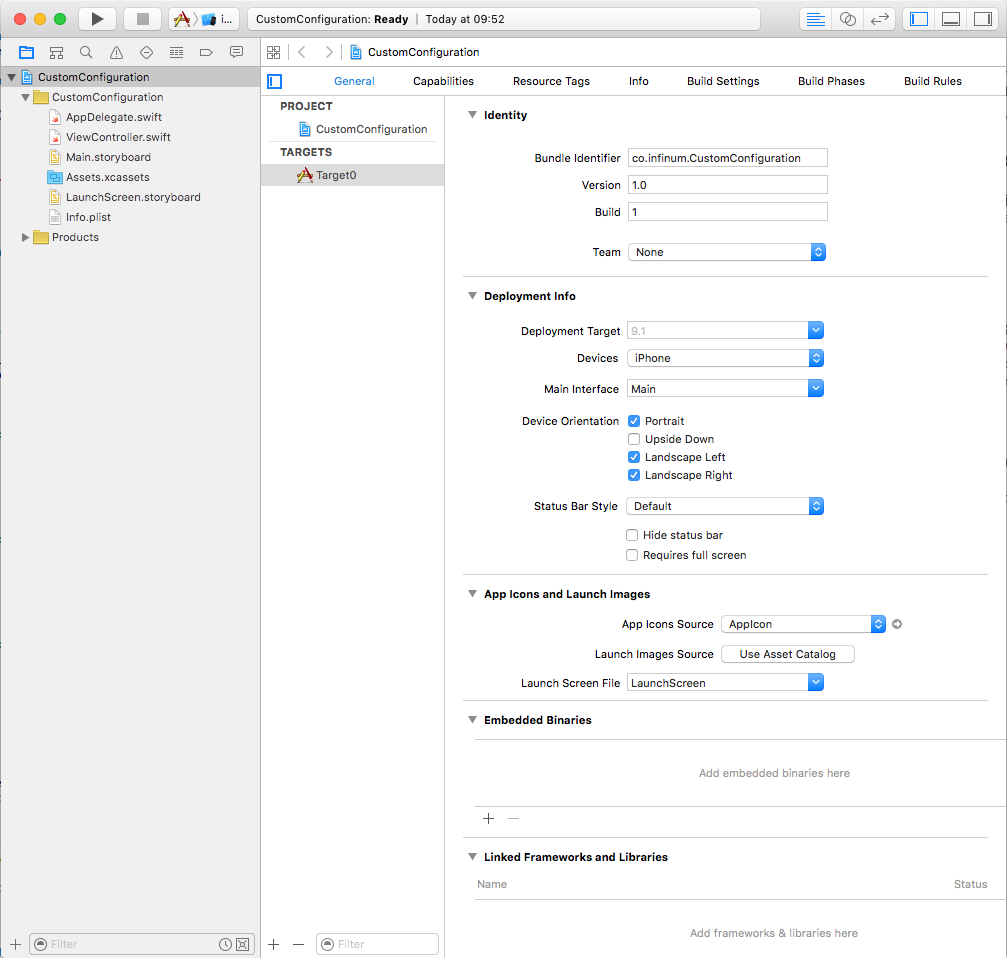 i...
CustomConfiguration: Ready | Today at 09:52
CustomConfiguration
CustomConfiguration
CustomConfiguration
AppDelegate.swift
ViewController.swift
Main.storyboard
Assets.xcassets
LaunchScreen.storyboard
Info.plist
Products
Filter
General Capabilities Resource Tags Info Build Settings Build Phases Build Rules
PROJECT
CustomConfiguration
TARGETS
Target0
Filter
Identity
Bundle Identifier co.infinum.CustomConfiguration
Version 1.0
Build 1
Team None
Deployment Info
Deployment Target 9.1
Devices iPhone
Main Interface Main
Device Orientation Portrait
Upside Down
Landscape Left
Landscape Right
Status Bar Style Default
Hide status bar
Requires full screen
App Icons and Launch Images
App Icons Source AppIcon
Launch Images Source Use Asset Catalog
Launch Screen File LaunchScreen
Embedded Binaries
Add embedded binaries here
Linked Frameworks and Libraries
Name Status
Add frameworks & libraries here